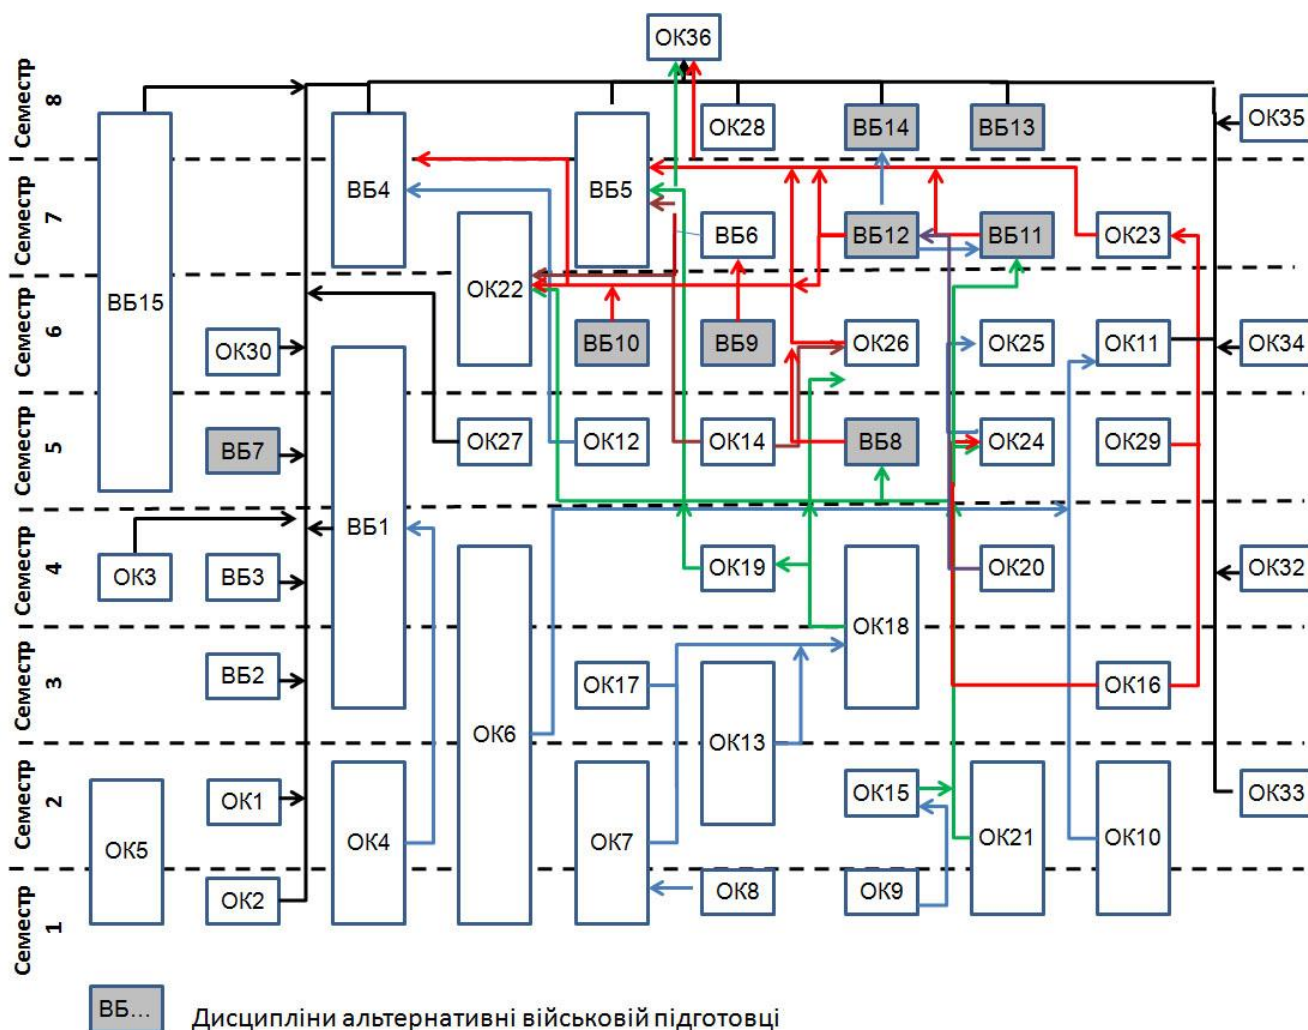 ОК36
Семестр 8
ОК28
ВБ14
ВБ13
ОК35
Семестр 7
ВБ4
ВБ5
ВБ6
ВБ12
ВБ11
ОК23
Семестр 6
ВБ15
ОК22
ОК30
ВБ10
ВБ9
ОК26
ОК25
ОК11
ОК34
Семестр 5
ВБ7
ОК27
ОК12
ОК14
ВБ8
ОК24
ОК29
Семестр 4
ВБ1
ОК3
ВБ3
ОК19
ОК18
ОК20
ОК32
Семестр 3
ВБ2
ОК6
ОК17
ОК13
ОК16
Семестр 2
ОК5
ОК1
ОК4
ОК7
ОК15
ОК21
ОК10
ОК33
Семестр 1
ОК2
ОК8
ОК9
ВБ...
Дисципліни альтернативні військовій підготовці